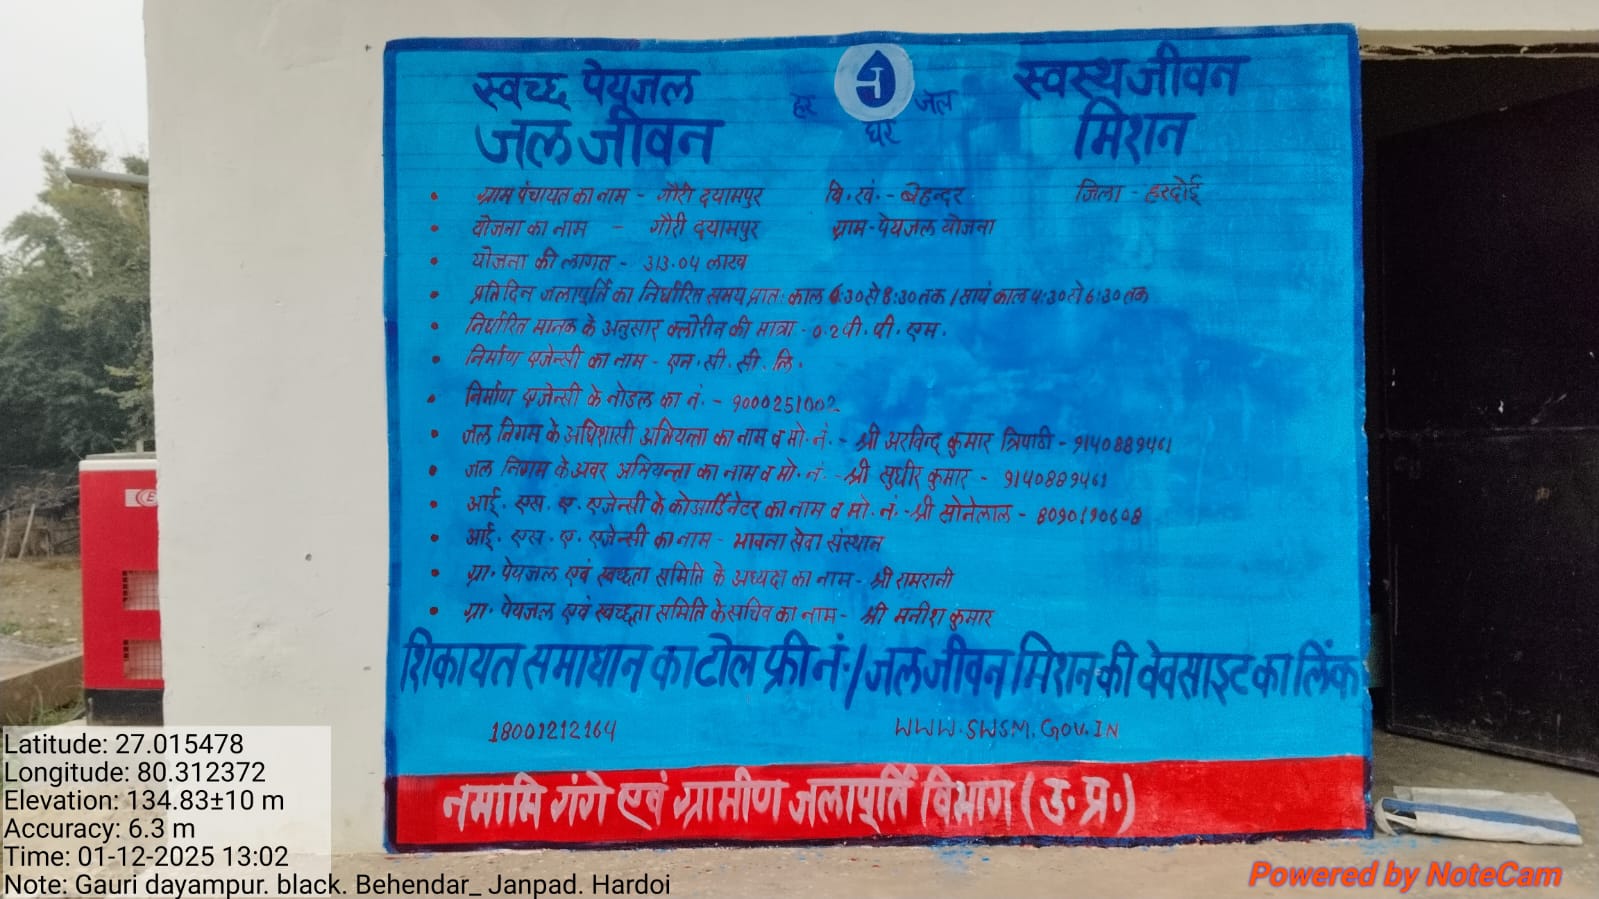 स्वच्छ पेयजल हर घर जल स्वस्थ जीवन
जल जीवन मिशन
• ग्राम पंचायत का नाम - गौरी दयामपुर वि.खं.- बेहन्दर जिला - हरदोई
• योजना का नाम - गौरी दयामपुर ग्राम-पेयजल योजना
• योजना की लागत - 313.04 लाख
• प्रतिदिन जलापूर्ति का निर्धारित समय प्रातः काल 6:30 से 8:30 तक / सायं काल 4:30 से 6:30 तक
• निर्धारित मानक के अनुसार क्लोरीन की मात्रा - 0.2 पी. पी. एम.
• निर्माण एजेन्सी का नाम - एन. सी. सी. लि.
• निर्माण एजेन्सी के नोडल का नं. - 9000251002
• जल निगम के अधिशासी अभियन्ता का नाम व मो. नं. - श्री अरविन्द कुमार त्रिपाठी - 9140889461
• जल निगम के अवर अभियन्ता का नाम व मो. नं. - श्री सुधीर कुमार - 9140889461
• आई. एस. ए. एजेन्सी के कोआर्डिनेटर का नाम व मो. नं. - श्री सोनेलाल - 8090190608
• आई. एस. ए. एजेन्सी का नाम - भावना सेवा संस्थान
• ग्रा. पेयजल एवं स्वच्छता समिति के अध्यक्ष का नाम - श्री रामरानी
• ग्रा. पेयजल एवं स्वच्छता समिति के सचिव का नाम - श्री मनीश कुमार
शिकायत समाधान का टोल फ्री नं:/जल जीवन मिशन की वेवसाइट का लिंक
18001212164 WWW.SWSM.GOV.IN
नमामि गंगे एवं ग्रामीण जलापूर्ति विभाग (उ.प्र.)
Latitude: 27.015478
Longitude: 80.312372
Elevation: 134.83±10 m
Accuracy: 6.3 m
Time: 01-12-2025 13:02
Note: Gauri dayampur. black. Behendar_ Janpad. Hardoi
Powered by NoteCam